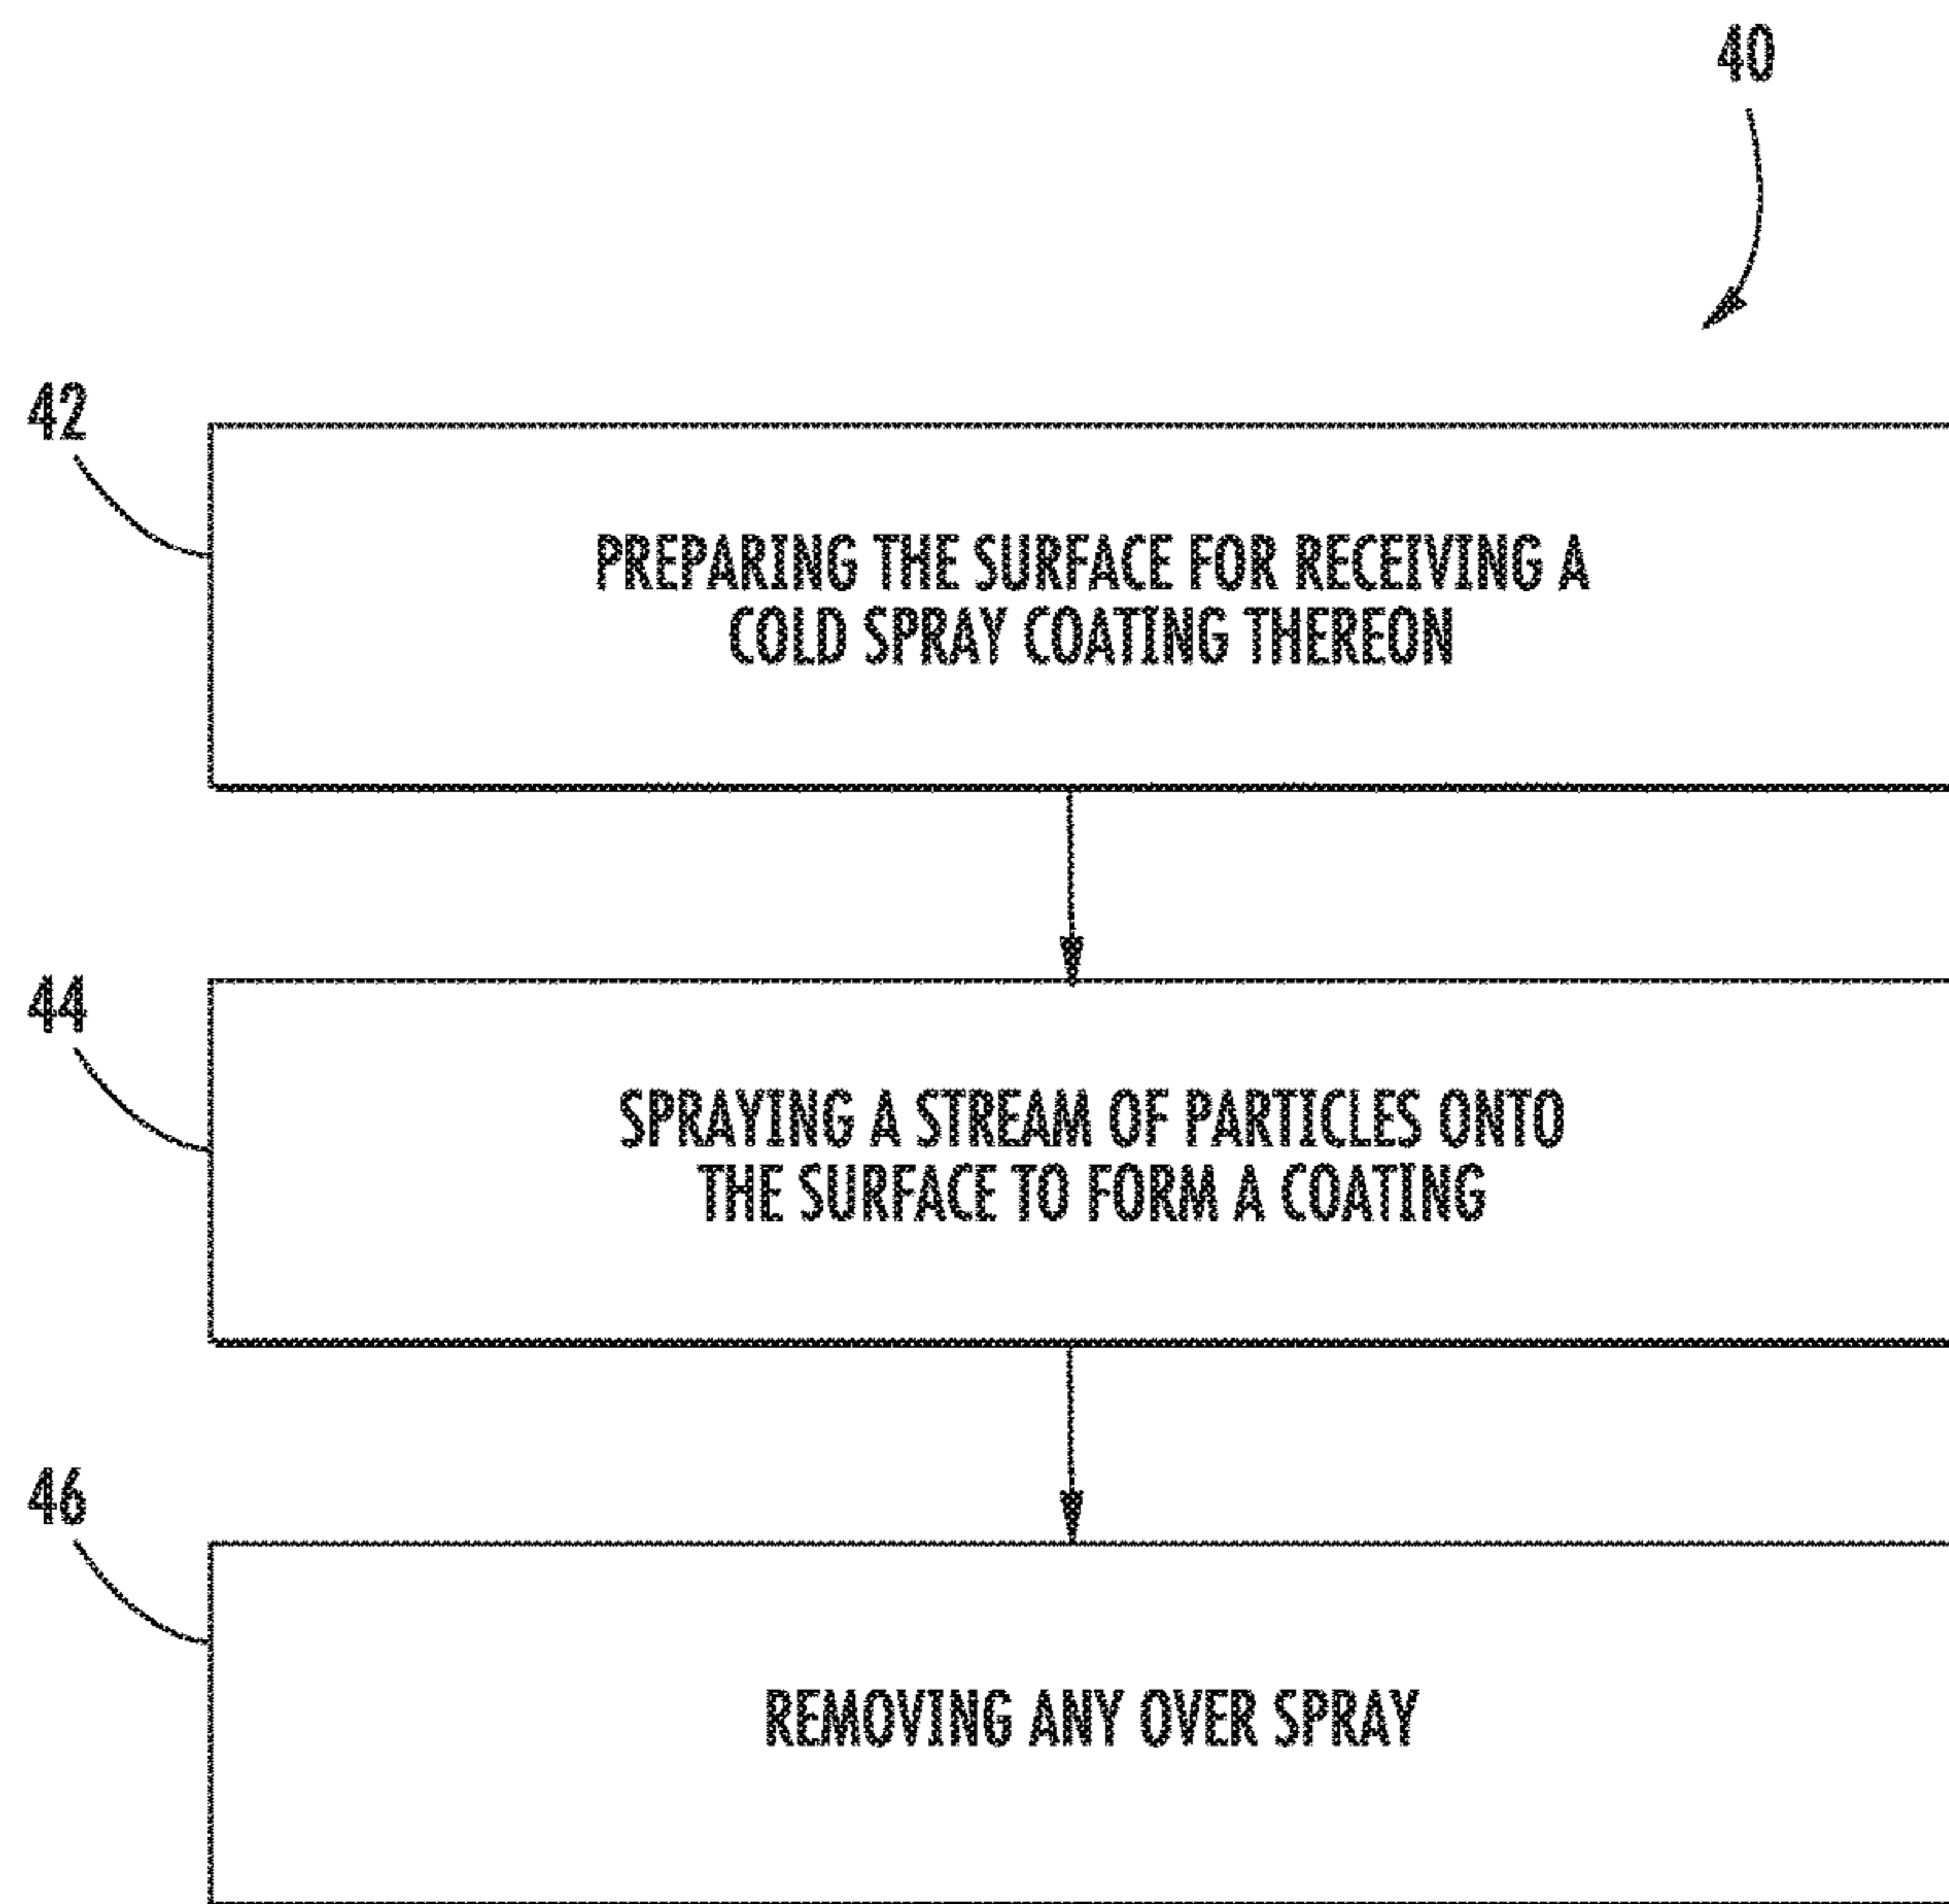 40
42
PREPARING THE SURFACE FOR RECEIVING A
COLD SPRAY COATING THEREON
44
SPRAYING A STREAM OF PARTICLES ONTO
THE SURFACE TO FORM A COATING
46
REMOVING ANY OVER SPRAY